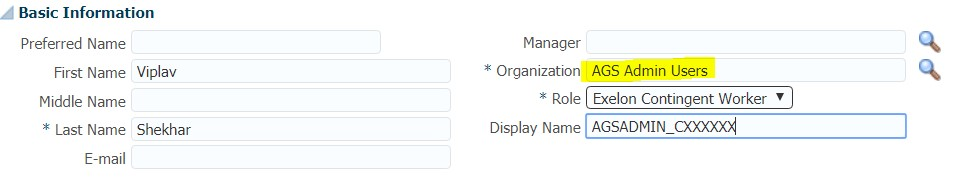 Basic Information
Preferred Name
First Name Viplav
Middle Name
* Last Name Shekhar
E-mail
Manager
* Organization AGS Admin Users
* Role Exelon Contingent Worker
Display Name AGSADMIN_CXXXXXX